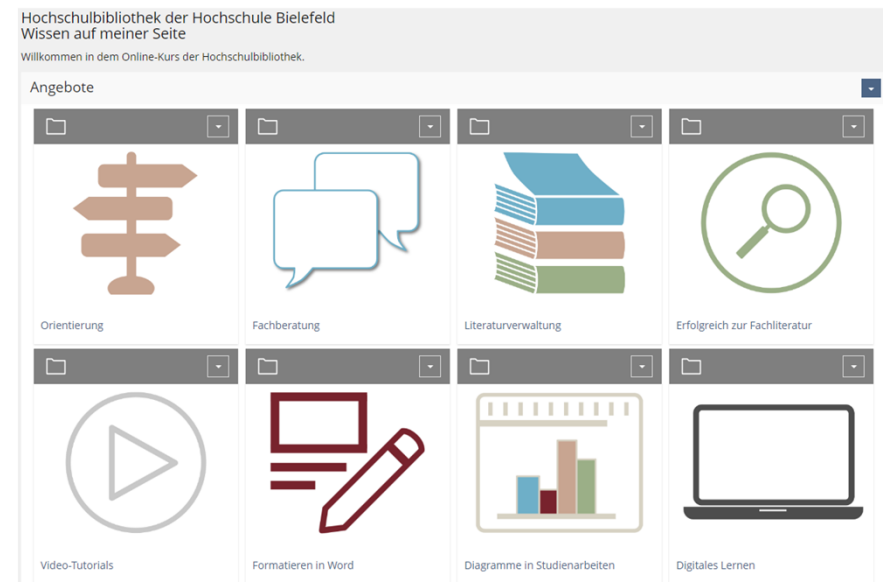 Hochschulbibliothek der Hochschule Bielefeld
Wissen auf meiner Seite
Willkommen in dem Online-Kurs der Hochschulbibliothek.
Angebote
Orientierung
Fachberatung
Literaturverwaltung
Erfolgreich zur Fachliteratur
Video-Tutorials
Formatieren in Word
Diagramme in Studienarbeiten
Digitales Lernen